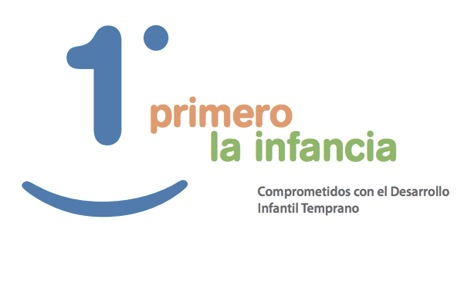 1°
primero
la infancia
Comprometidos con el Desarrollo
Infantil Temprano